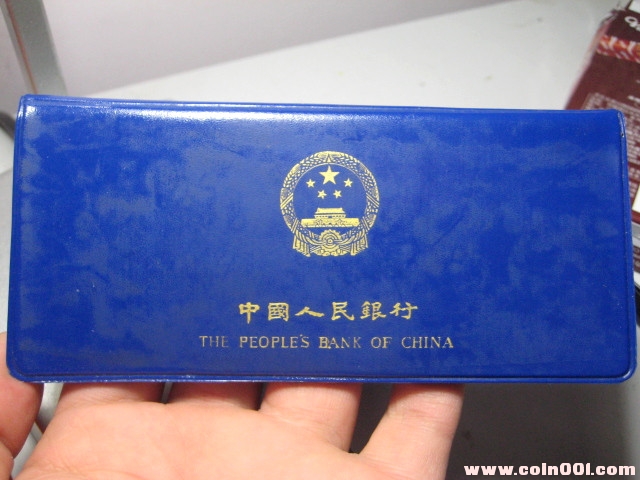 中國人民銀行
THE PEOPLE'S BANK OF CHINA
www.coin001.com